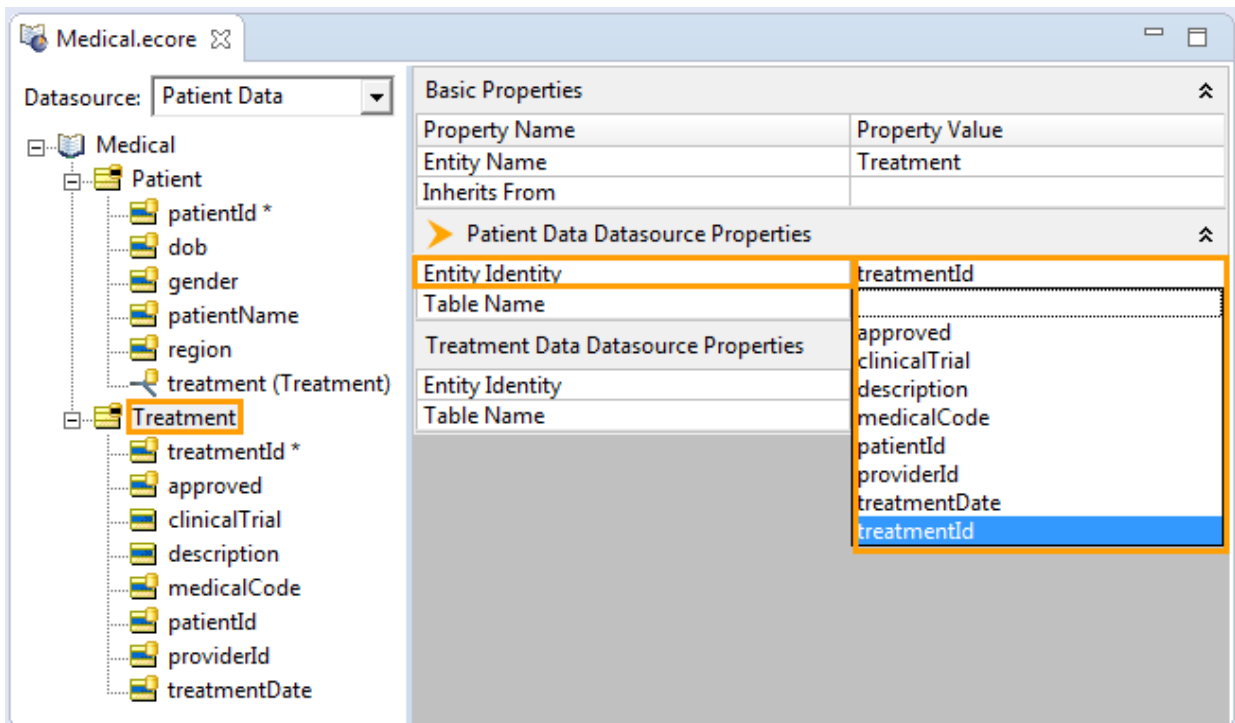 Medical.ecore
Datasource: Patient Data
Medical
Patient
patientId *
dob
gender
patientName
region
treatment (Treatment)
Treatment
treatmentId *
approved
clinicalTrial
description
medicalCode
patientId
providerId
treatmentDate
Basic Properties
Property Name Property Value
Entity Name Treatment
Inherits From
Patient Data Datasource Properties
Entity Identity treatmentId
Table Name
Treatment Data Datasource Properties
Entity Identity
Table Name
approved
clinicalTrial
description
medicalCode
patientId
providerId
treatmentDate
treatmentId